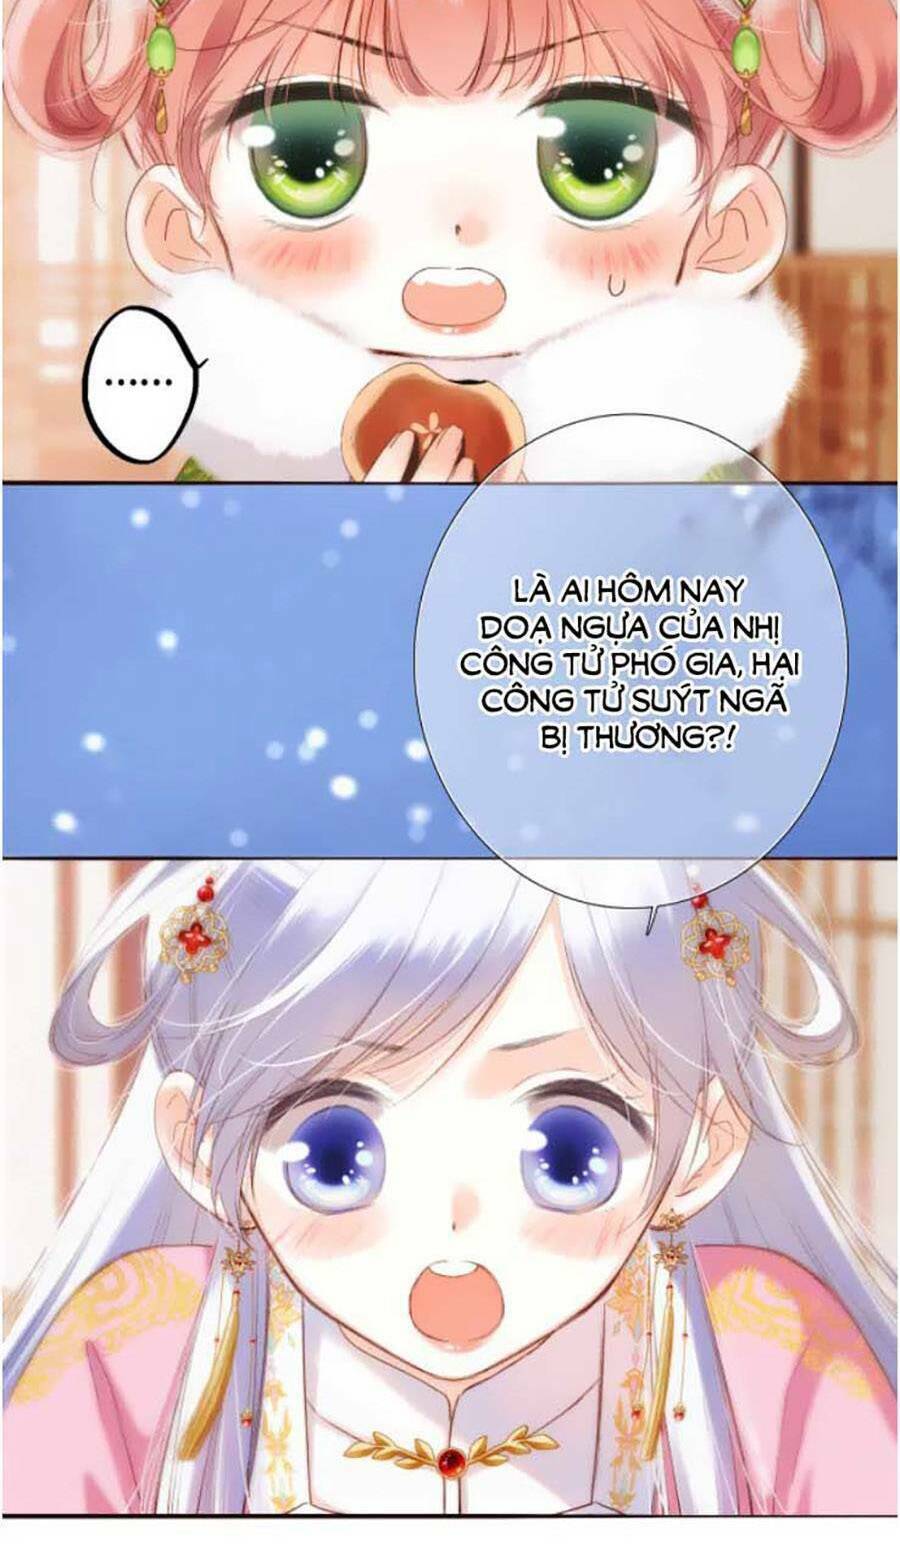 ......
LÀ AI HÔM NAY
DOẠ NGỰA CỦA NHỊ
CÔNG TỬ PHÓ GIA, HẠI
CÔNG TỬ SUÝT NGÃ
BỊ THƯƠNG?!